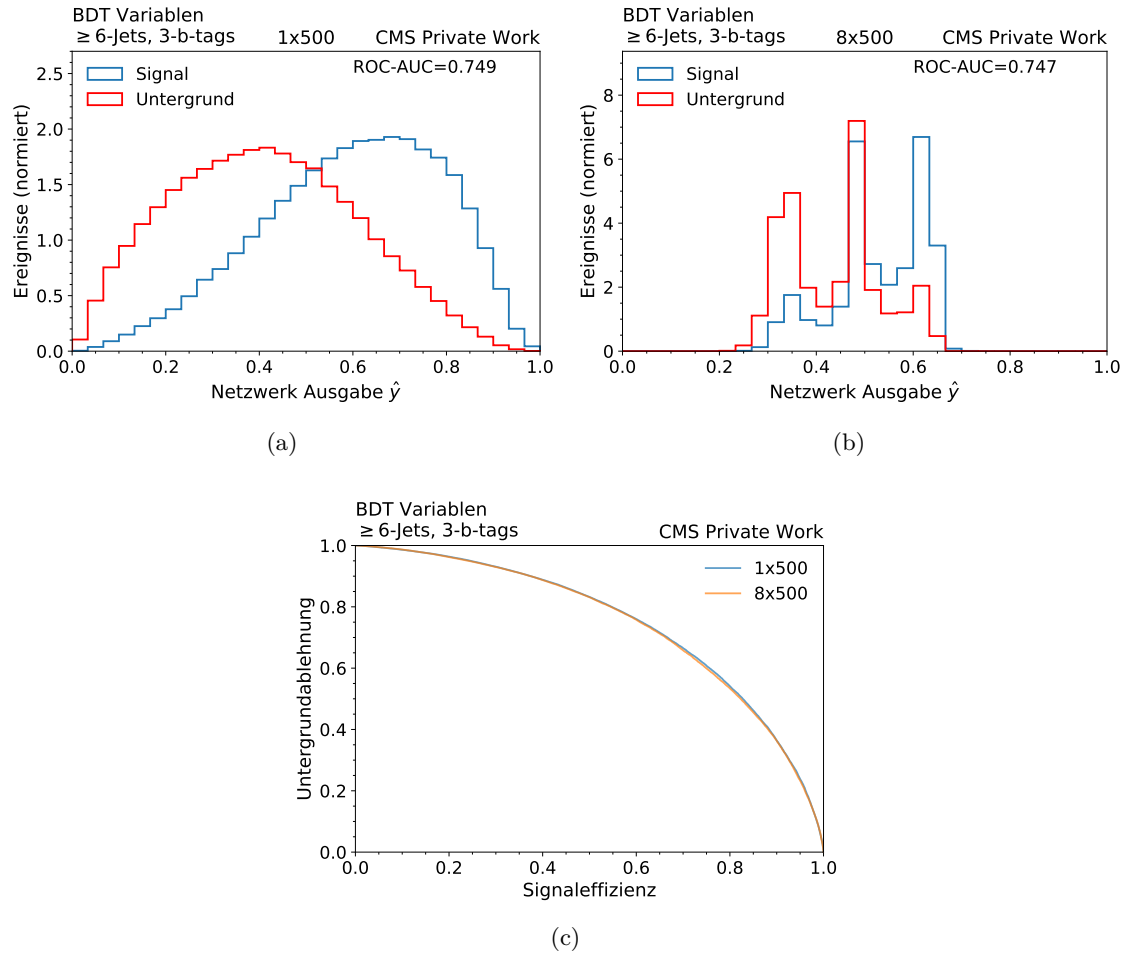 BDT Variablen
≥ 6-Jets, 3-b-tags 1x500 CMS Private Work
ROC-AUC=0.749
Signal
Untergrund
Ereignisse (normiert)
2.5
2.0
1.5
1.0
0.5
0.0
0.0 0.2 0.4 0.6 0.8 1.0
Netzwerk Ausgabe ŷ
(a)
BDT Variablen
≥ 6-Jets, 3-b-tags 8x500 CMS Private Work
ROC-AUC=0.747
Signal
Untergrund
Ereignisse (normiert)
8
6
4
2
0
0.0 0.2 0.4 0.6 0.8 1.0
Netzwerk Ausgabe ŷ
(b)
BDT Variablen
≥ 6-Jets, 3-b-tags CMS Private Work
1x500
8x500
Untergrundablehnung
1.0
0.8
0.6
0.4
0.2
0.0
0.0 0.2 0.4 0.6 0.8 1.0
Signaleffizienz
(c)